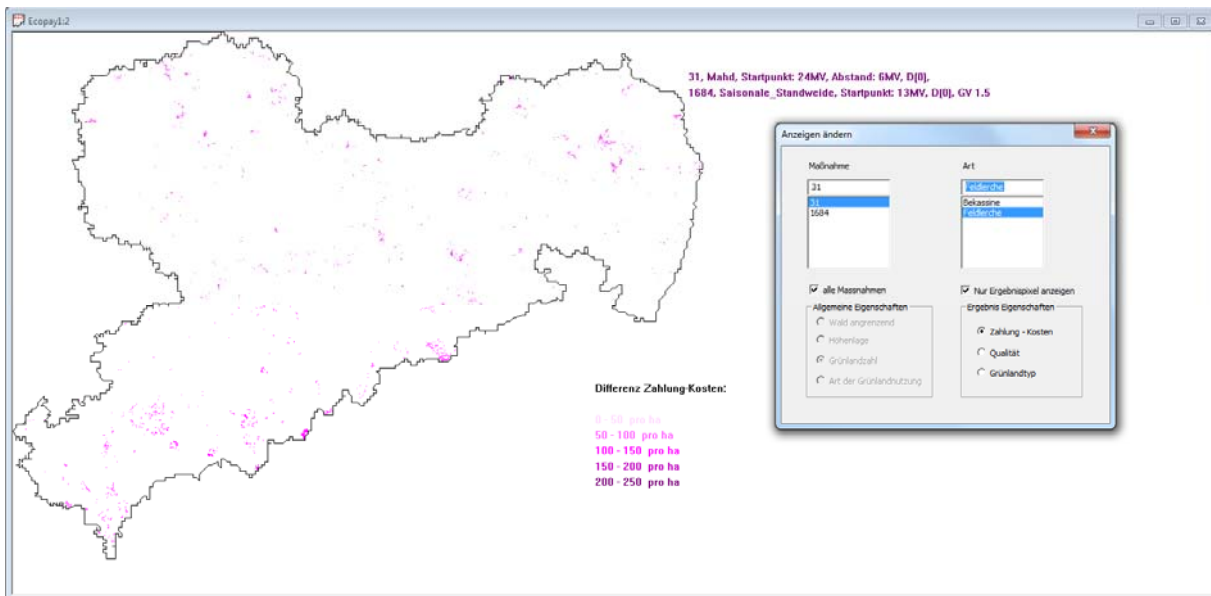 Ecopay1:2
31, Mahd, Startpunkt: 24MV, Abstand: 6MV, D[0],
1684, Saisonale_Standweide, Startpunkt: 13MV, D[0], GV 1.5
Anzeigen ändern
Maßnahme
Art
31
Feldlerche
31
Bekassine
1684
Feldlerche
alle Massnahmen
Nur Ergebnispixel anzeigen
Allgemeine Eigenschaften
Ergebnis Eigenschaften
Wald angrenzend
Zahlung - Kosten
Höhenlage
Qualität
Grünlandzahl
Grünlandtyp
Art der Grünlandnutzung
Differenz Zahlung-Kosten:
0 - 50 pro ha
50 - 100 pro ha
100 - 150 pro ha
150 - 200 pro ha
200 - 250 pro ha